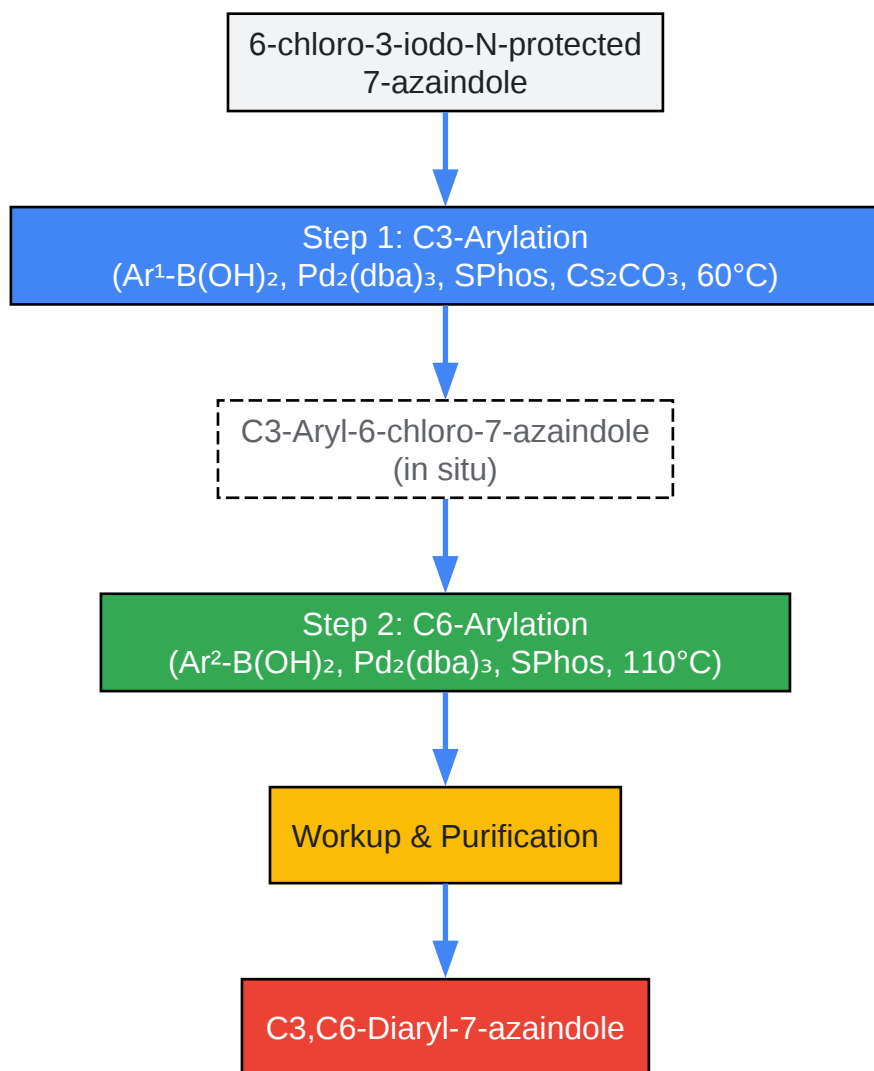 6-chloro-3-iodo-N-protected
7-azaindole
Step 1: C3-Arylation
(Ar¹-B(OH)₂, Pd₂(dba)₃, SPhos, Cs₂CO₃, 60°C)
C3-Aryl-6-chloro-7-azaindole
(in situ)
Step 2: C6-Arylation
(Ar²-B(OH)₂, Pd₂(dba)₃, SPhos, 110°C)
Workup & Purification
C3,C6-Diaryl-7-azaindole